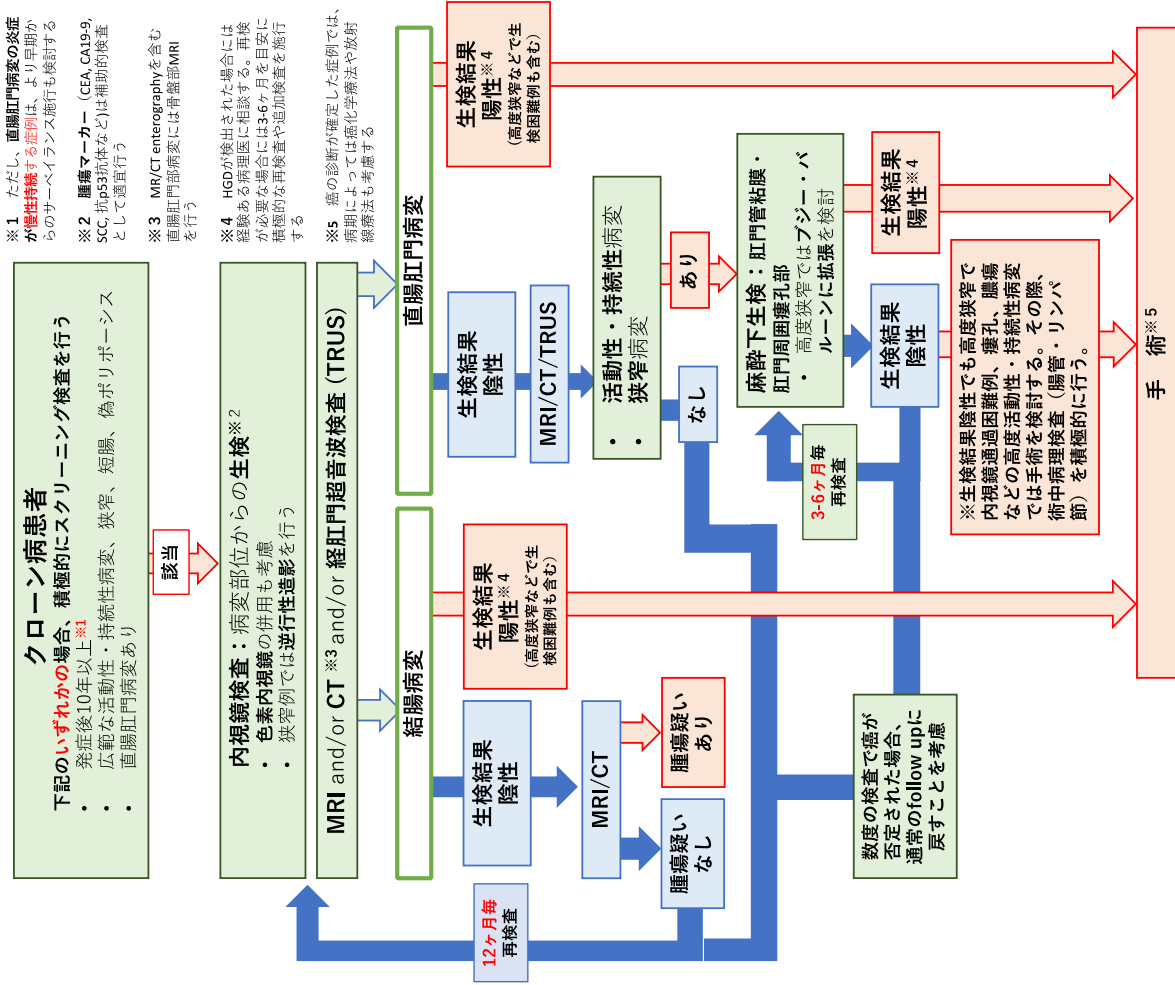 クローン病患者
下記のいずれかの場合、積極的にスクリーニング検査を行う
• 発症後10年以上※1
• 広範な活動性・持続性病変、狭窄、短腸、偽ポリポーシス
• 直腸肛門病変あり
該当
内視鏡検査：病変部位からの生検※2
• 色素内視鏡の併用も考慮
• 狭窄例では逆行性造影を行う
MRI and/or CT ※3 and/or 経肛門超音波検査 (TRUS)
結腸病変
生検結果
陰性
生検結果
陽性※4
(高度狭窄などで生
検困難例も含む)
MRI/CT
腫瘍疑い
なし
腫瘍疑い
あり
12ヶ月毎
再検査
直腸肛門病変
生検結果
陰性
生検結果
陽性※4
(高度狭窄などで生
検困難例も含む)
MRI/CT/TRUS
• 活動性・持続性病変
• 狭窄病変
なし
あり
麻酔下生検：肛門管粘膜・
肛門周囲瘻孔部
• 高度狭窄ではブジー・バ
ルーンに拡張を検討
3-6ヶ月毎
再検査
生検結果
陰性
生検結果
陽性※4
数度の検査で癌が
否定された場合、
通常のfollow upに
戻すことを考慮
※生検結果陰性でも高度狭窄で
内視鏡通過困難例、瘻孔、膿瘍
などの高度活動性・持続性病変
では手術を検討する。その際、
術中病理検査（腸管・リンパ
節）を積極的に行う。
手 術※5
※1 ただし、直腸肛門病変の炎症
が慢性持続する症例は、より早期か
らのサーベイランス施行も検討する
※2 腫瘍マーカー（CEA, CA19-9,
SCC, 抗p53抗体など)は補助的検査
として適宜行う
※3 MR/CT enterographyを含む
直腸肛門部病変には骨盤部MRI
を行う
※4 HGDが検出された場合には
経験ある病理医に相談する。再検
が必要な場合には3-6ヶ月を目安に
積極的な再検査や追加検査を施行
する
※5 癌の診断が確定した症例では、
病期によっては癌化学療法や放射
線療法も考慮する